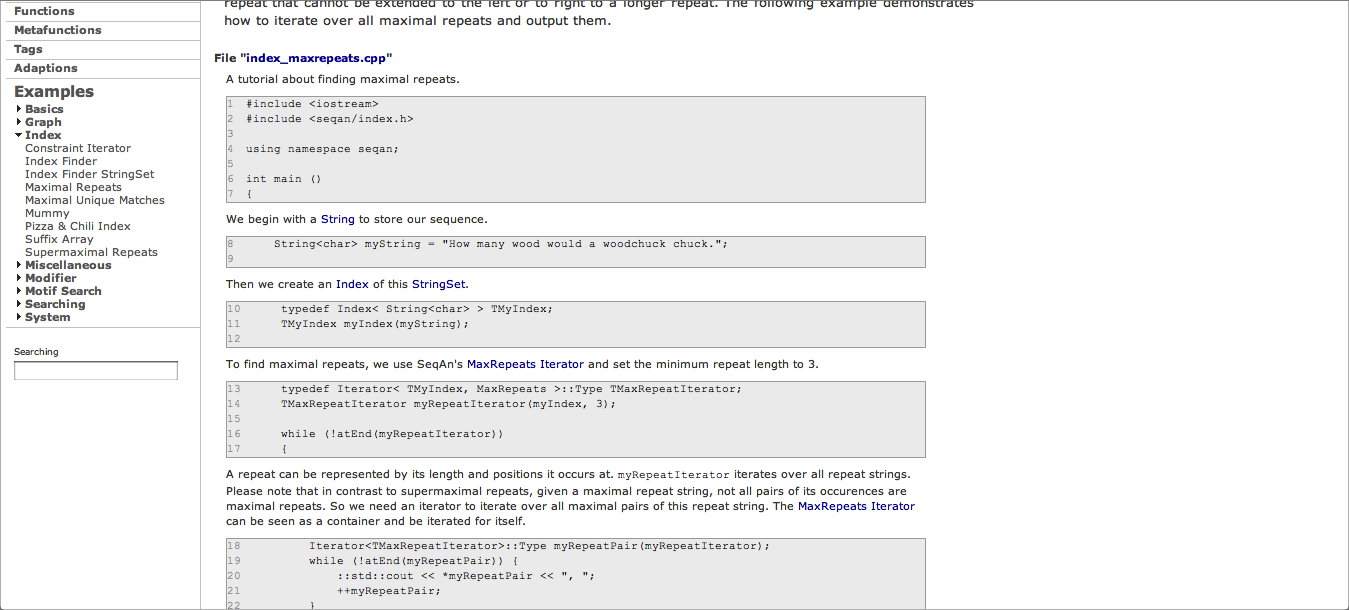 Functions
Metafunctions
Tags
Adaptions
Examples
Basics
Graph
Index
Constraint Iterator
Index Finder
Index Finder StringSet
Maximal Repeats
Maximal Unique Matches
Mummy
Pizza & Chili Index
Suffix Array
Supermaximal Repeats
Miscellaneous
Modifier
Motif Search
Searching
System
Searching
repeat that cannot be extended to the left or to right to a longer repeat. The following example demonstrates
how to iterate over all maximal repeats and output them.
File "index_maxrepeats.cpp"
A tutorial about finding maximal repeats.
1 #include <iostream>
2 #include <seqan/index.h>
3
4 using namespace seqan;
5
6 int main ()
7 {
We begin with a String to store our sequence.
8 String<char> myString = "How many wood would a woodchuck chuck.";
9
Then we create an Index of this StringSet.
10 typedef Index< String<char> > TMyIndex;
11 TMyIndex myIndex(myString);
12
To find maximal repeats, we use SeqAn's MaxRepeats Iterator and set the minimum repeat length to 3.
13 typedef Iterator< TMyIndex, MaxRepeats >::Type TMaxRepeatIterator;
14 TMaxRepeatIterator myRepeatIterator(myIndex, 3);
15
16 while (!atEnd(myRepeatIterator))
17 {
A repeat can be represented by its length and positions it occurs at. myRepeatIterator iterates over all repeat strings.
Please note that in contrast to supermaximal repeats, given a maximal repeat string, not all pairs of its occurences are
maximal repeats. So we need an iterator to iterate over all maximal pairs of this repeat string. The MaxRepeats Iterator
can be seen as a container and be iterated for itself.
18 Iterator<TMaxRepeatIterator>::Type myRepeatPair(myRepeatIterator);
19 while (!atEnd(myRepeatPair)) {
20 ::std::cout << *myRepeatPair << ", ";
21 ++myRepeatPair;
22 }